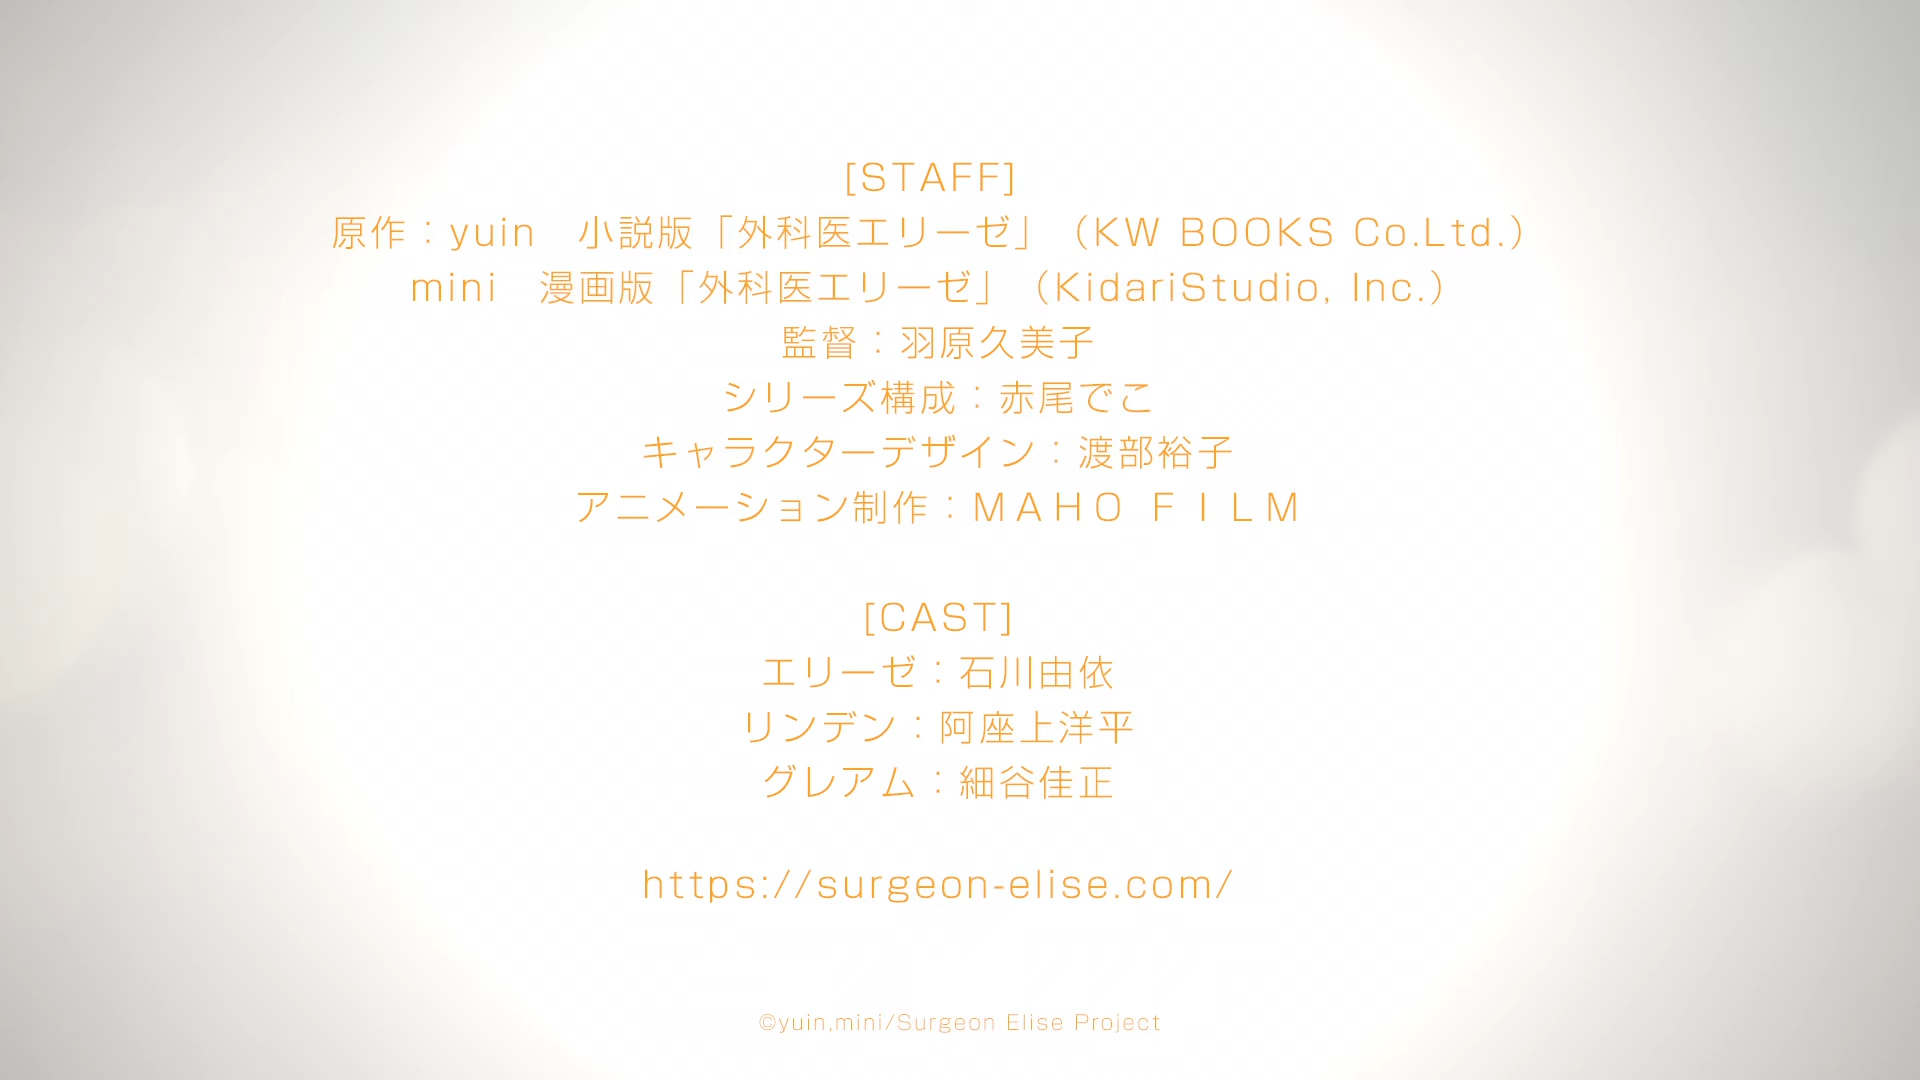 [STAFF]
原作：yuin　小説版「外科医エリーゼ」（KW BOOKS Co.Ltd.）
mini　漫画版「外科医エリーゼ」（KidariStudio, Inc.）
監督：羽原久美子
シリーズ構成：赤尾でこ
キャラクターデザイン：渡部裕子
アニメーション制作：ＭＡＨＯ ＦＩＬＭ
[CAST]
エリーゼ：石川由依
リンデン：阿座上洋平
グレアム：細谷佳正
https://surgeon-elise.com/
©yuin,mini/Surgeon Elise Project